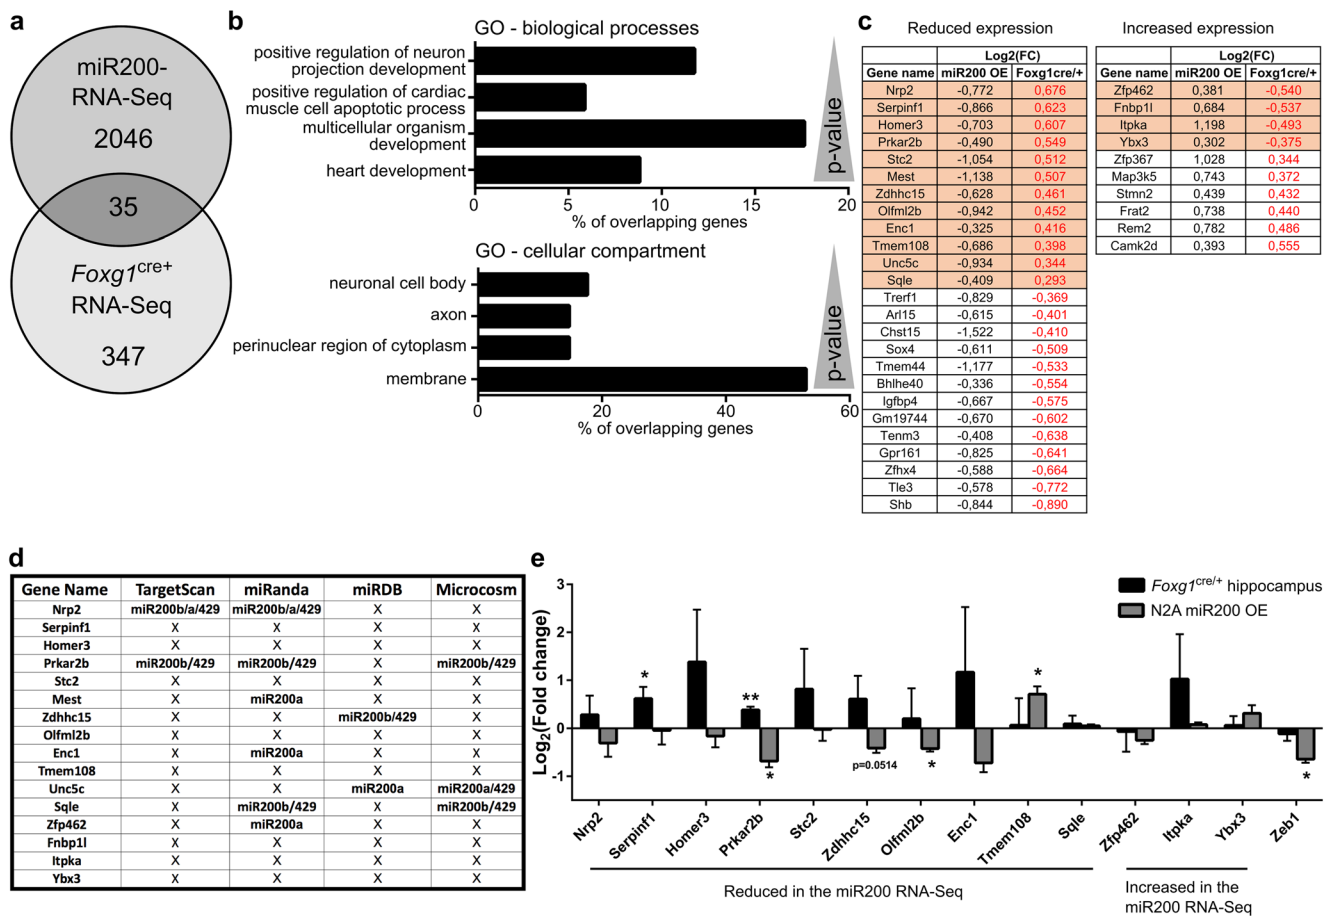 a
miR200-
RNA-Seq
2046
35
Foxg1cre+
RNA-Seq
347
b
GO - biological processes
positive regulation of neuron
projection development
positive regulation of cardiac
muscle cell apoptotic process
multicellular organism
development
heart development
0 5 10 15 20
% of overlapping genes
p-value
GO - cellular compartment
neuronal cell body
axon
perinuclear region of cytoplasm
membrane
0 20 40 60
% of overlapping genes
p-value
c
Reduced expression
Log2(FC)
Gene name miR200 OE Foxg1cre/+
Nrp2 -0,772 0,676
Serpinf1 -0,866 0,623
Homer3 -0,703 0,607
Prkar2b -0,490 0,549
Stc2 -1,054 0,512
Mest -1,138 0,507
Zdhhc15 -0,628 0,461
Olfml2b -0,942 0,452
Enc1 -0,325 0,416
Tmem108 -0,686 0,398
Unc5c -0,934 0,344
Sqle -0,409 0,293
Trerf1 -0,829 -0,369
Arl15 -0,615 -0,401
Chst15 -1,522 -0,410
Sox4 -0,611 -0,509
Tmem44 -1,177 -0,533
Bhlhe40 -0,336 -0,554
Igfbp4 -0,667 -0,575
Gm19744 -0,670 -0,602
Tenm3 -0,408 -0,638
Gpr161 -0,825 -0,641
Zfhx4 -0,588 -0,664
Tle3 -0,578 -0,772
Shb -0,844 -0,890
Increased expression
Log2(FC)
Gene name miR200 OE Foxg1cre/+
Zfp462 0,381 -0,540
Fnbp1l 0,684 -0,537
Itpka 1,198 -0,493
Ybx3 0,302 -0,375
Zfp367 1,028 0,344
Map3k5 0,743 0,372
Stmn2 0,439 0,432
Frat2 0,738 0,440
Rem2 0,782 0,486
Camk2d 0,393 0,555
d
Gene Name TargetScan miRanda miRDB Microcosm
Nrp2 miR200b/a/429 miR200b/a/429 X X
Serpinf1 X X X X
Homer3 X X X X
Prkar2b miR200b/429 miR200b/429 X miR200b/429
Stc2 X X X X
Mest X miR200a X X
Zdhhc15 X X miR200b/429 X
Olfml2b X X X X
Enc1 X miR200a X X
Tmem108 X X X X
Unc5c X X miR200a miR200a/429
Sqle X miR200b/429 X miR200b/429
Zfp462 X miR200a X X
Fnbp1l X X X X
Itpka X X X X
Ybx3 X X X X
e
Log2(Fold change)
3
2
1
0
-1
Foxg1cre/+ hippocampus
N2A miR200 OE
*
**
*
p=0.0514
*
*
*
Nrp2 Serpinf1 Homer3 Prkar2b Stc2 Zdhhc15 Olfml2b Enc1 Tmem108 Sqle Zfp462 Itpka Ybx3 Zeb1
Reduced in the miR200 RNA-Seq
Increased in the
miR200 RNA-Seq